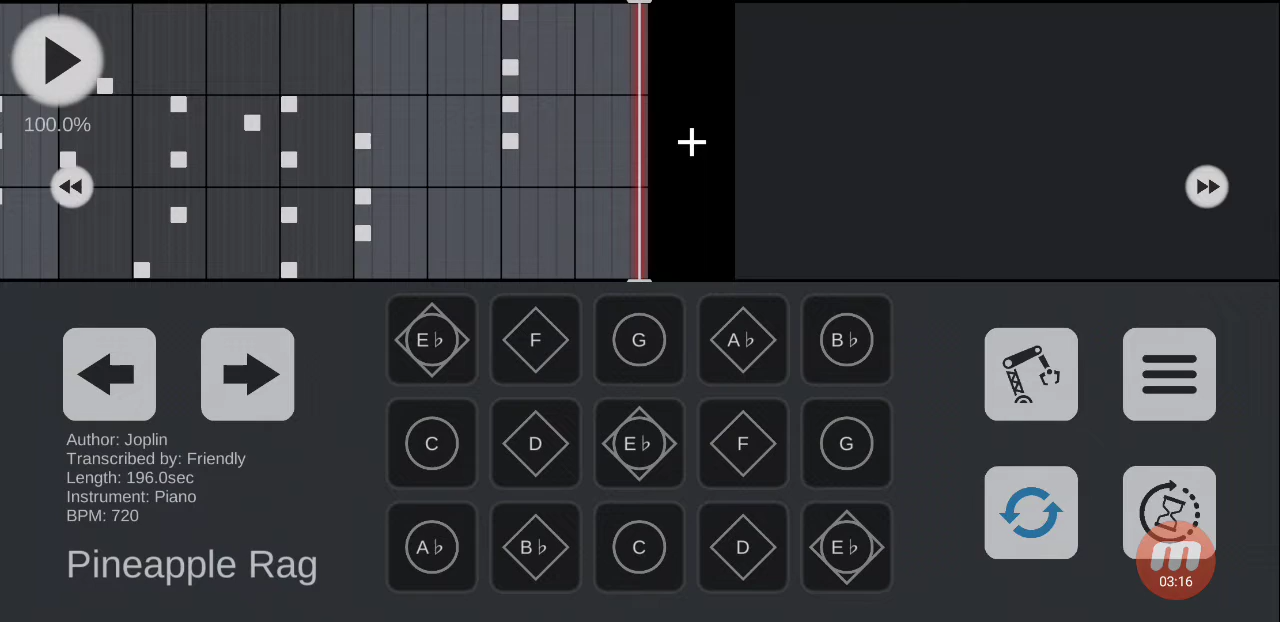 100.0%
E♭ F G A♭ B♭
C D E♭ F G
A♭ B♭ C D E♭
Author: Joplin
Transcribed by: Friendly
Length: 196.0sec
Instrument: Piano
BPM: 720
Pineapple Rag
m
03:16